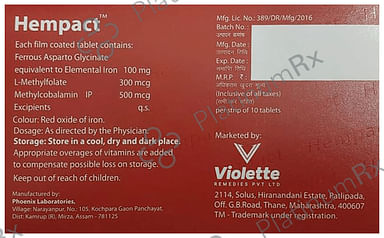 Hempact™
Each film coated tablet contains:
Ferrous Asparto Glycinate
equivalent to Elemental Iron 100 mg
L-Methylfolate 300 mcg
Methylcobalamin IP 500 mcg
Excipients q.s.
Colour: Red oxide of iron.
Dosage: As directed by the Physician
Storage: Store in a cool, dry and dark place.
Appropriate overages of vitamins are added
to compensate possible loss on storage.
Keep out of reach of children.
Manufactured by:
Phoenix Laboratories,
Village: Narayanpur, No.: 105, Kochpara Gaon Panchayat,
Dist: Kamrup (R), Mirza, Assam - 781125
Mfg. Lic. No.: 389/DR/Mfg/2016
Batch No.:
Mfg. Date :
Exp. Date :
M.R.P. ₹ :
(Inclusive of all taxes)
per strip of 10 tablets
Marketed by:
Violette
REMEDIES PVT LTD
2114, Solus, Hiranandani Estate, Patlipada,
Off. G.B.Road, Thane, Maharashtra, 400607
TM - Trademark under registration.
PlatinumRx